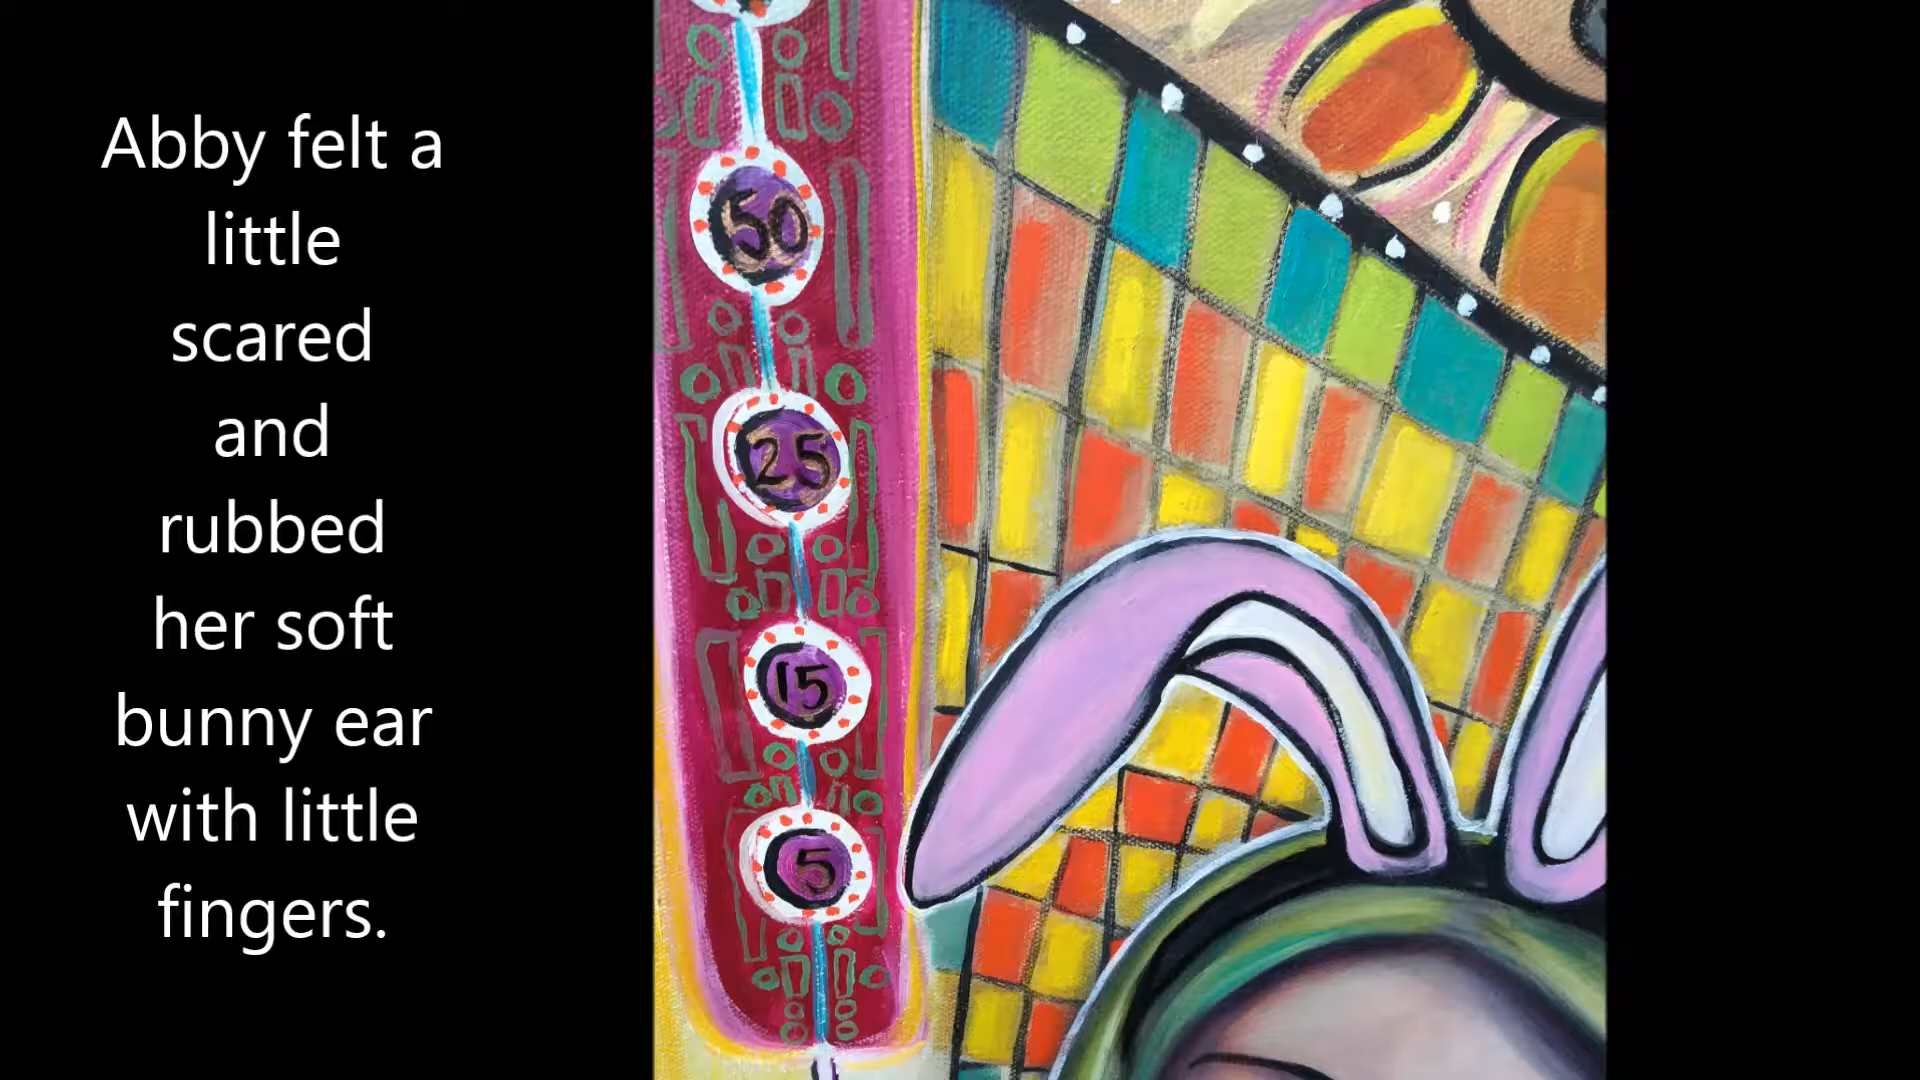 Abby felt a
little
scared
and
rubbed
her soft
bunny ear
with little
fingers.
50
25
15
5